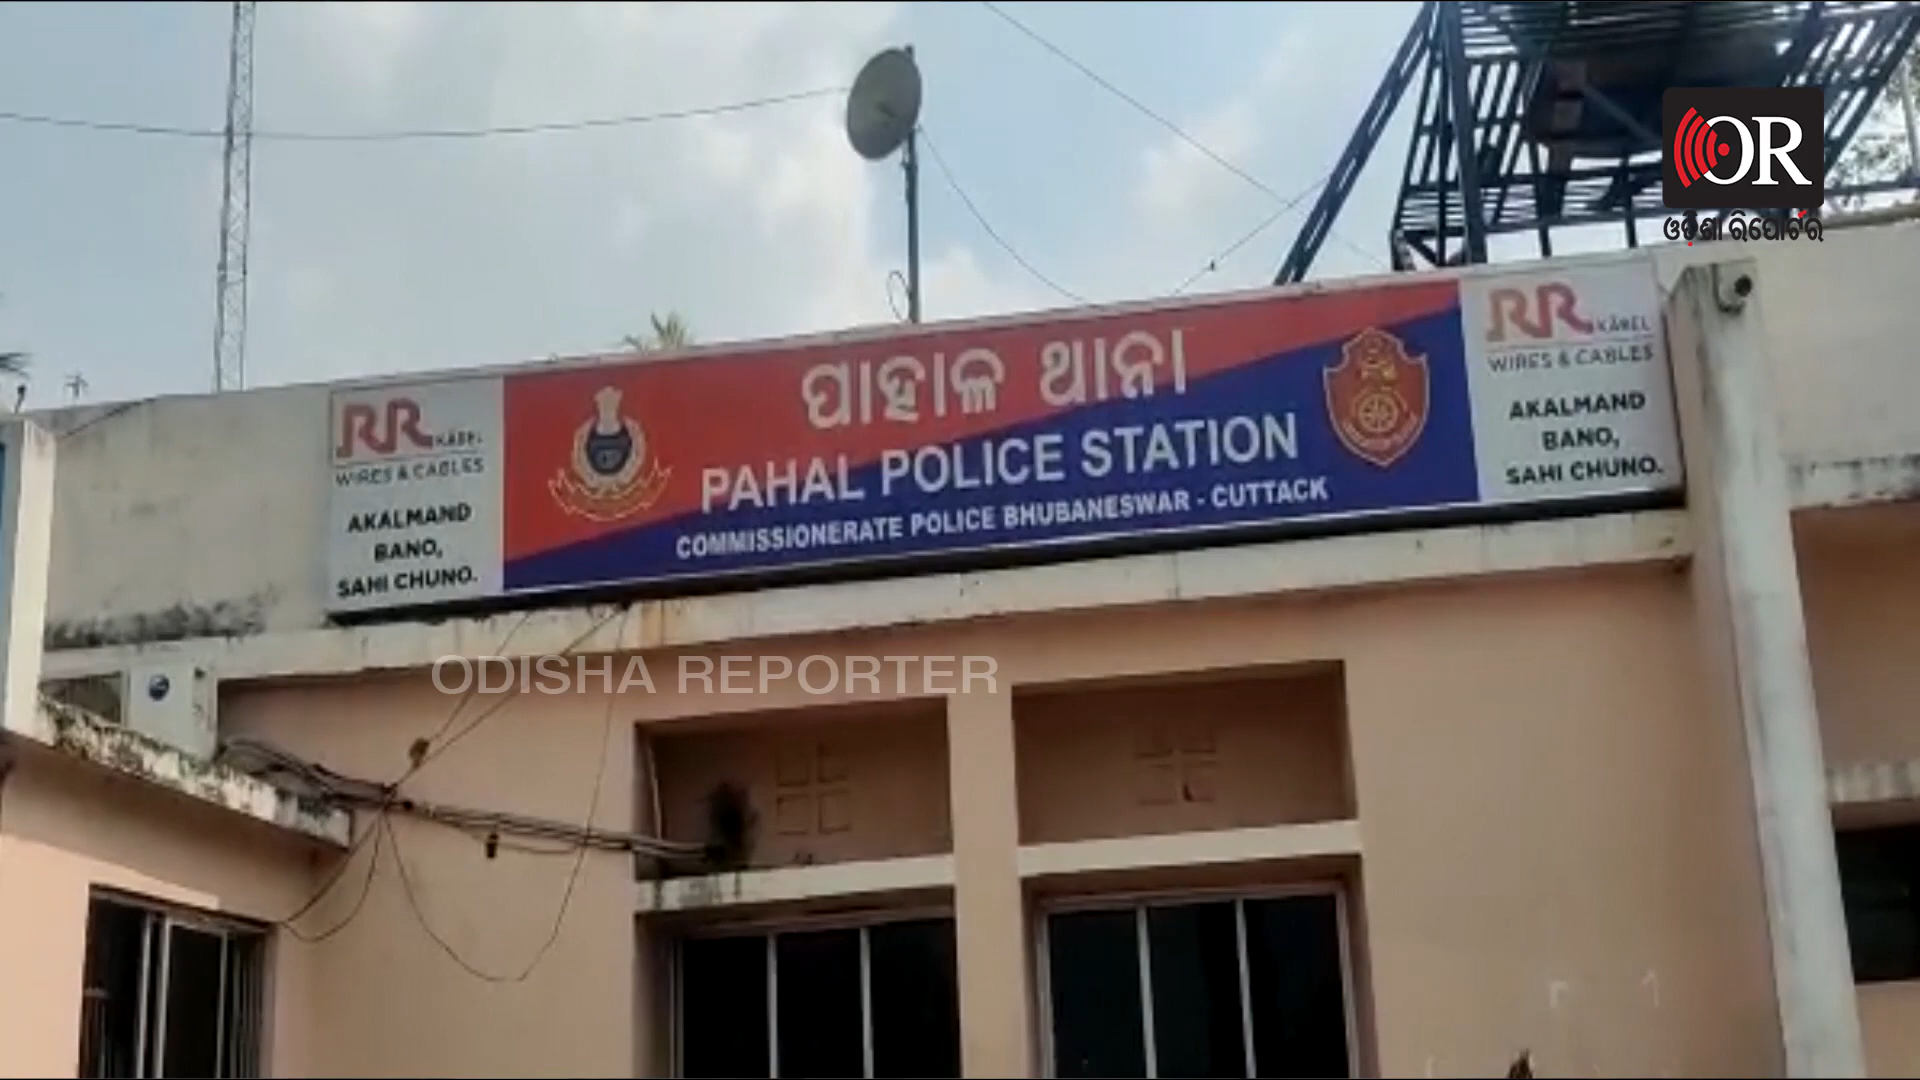 OR
ଓଡ଼ିଶା ରିପୋର୍ଟର
RR KABEL
WIRES & CABLES
AKALMAND
BANO,
SAHI CHUNO.
ପାହାଳ ଥାନା
PAHAL POLICE STATION
COMMISSIONERATE POLICE BHUBANESWAR - CUTTACK
RR KABEL
WIRES & CABLES
AKALMAND
BANO,
SAHI CHUNO.
ODISHA REPORTER